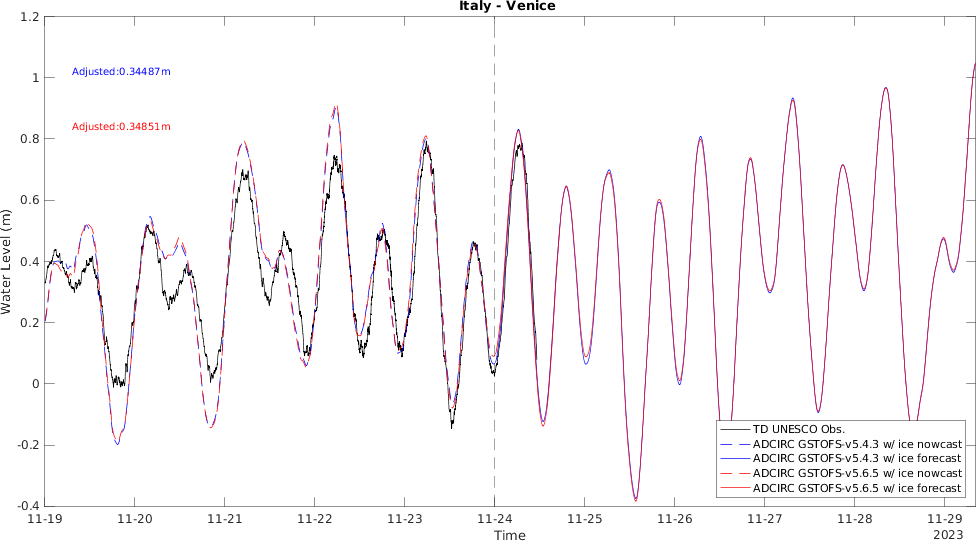 Italy - Venice
1.2
1
0.8
0.6
0.4
0.2
0
-0.2
-0.4
Water Level (m)
Adjusted:0.34487m
Adjusted:0.34851m
TD UNESCO Obs.
ADCIRC GSTOFS-v5.4.3 w/ ice nowcast
ADCIRC GSTOFS-v5.4.3 w/ ice forecast
ADCIRC GSTOFS-v5.6.5 w/ ice nowcast
ADCIRC GSTOFS-v5.6.5 w/ ice forecast
11-19 11-20 11-21 11-22 11-23 11-24 11-25 11-26 11-27 11-28 11-29
Time
2023